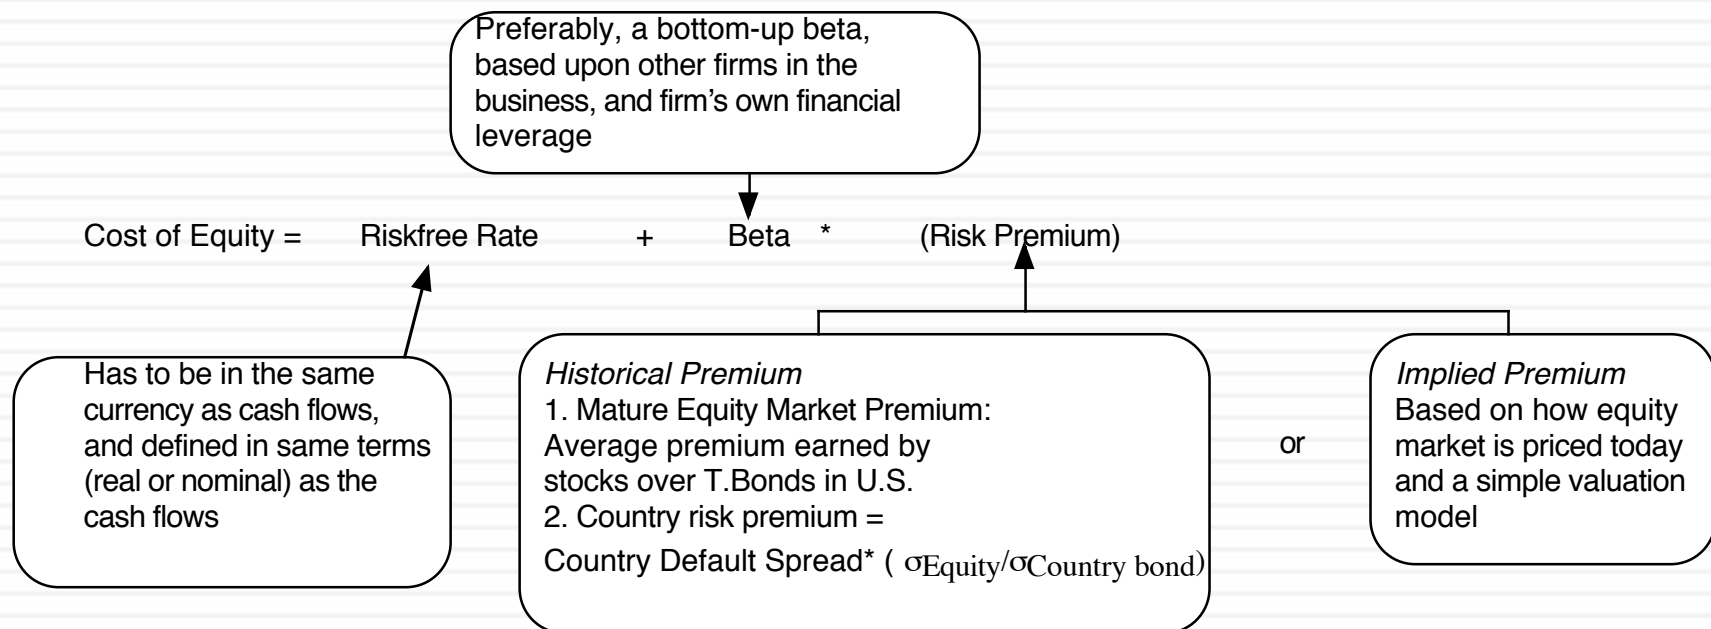 Preferably, a bottom-up beta,
based upon other firms in the
business, and firm’s own financial
leverage
Cost of Equity = Riskfree Rate + Beta * (Risk Premium)
Has to be in the same
currency as cash flows,
and defined in same terms
(real or nominal) as the
cash flows
Historical Premium
1. Mature Equity Market Premium:
Average premium earned by
stocks over T.Bonds in U.S.
2. Country risk premium =
Country Default Spread* ( σEquity/σCountry bond)
or
Implied Premium
Based on how equity
market is priced today
and a simple valuation
model